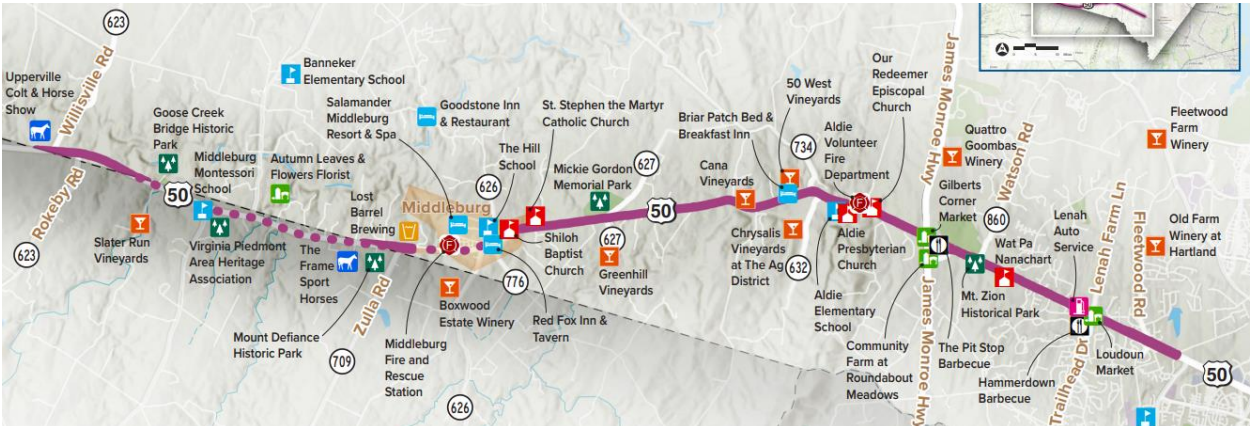 623
Willisville Rd
Upperville
Colt & Horse
Show
Rokeby Rd
623
Goose Creek
Bridge Historic
Park
50
Slater Run
Vineyards
Middleburg
Montessori
School
Virginia Piedmont
Area Heritage
Association
Banneker
Elementary School
Autumn Leaves &
Flowers Florist
Salamander
Middleburg
Resort & Spa
Lost
Barrel
Brewing
The
Frame
Sport
Horses
Mount Defiance
Historic Park
Zulla Rd
709
Goodstone Inn
& Restaurant
Middleburg
F
626
The Hill
School
St. Stephen the Martyr
Catholic Church
Mickie Gordon
Memorial Park
627
Shiloh
Baptist
Church
776
Boxwood
Estate Winery
Red Fox Inn &
Tavern
Middleburg
Fire and
Rescue
Station
626
627
Greenhill
Vineyards
50
Briar Patch Bed &
Breakfast Inn
Cana
Vineyards
50 West
Vineyards
734
Chrysalis
Vineyards
at The Ag
District
632
Aldie
Volunteer
Fire
Department
F
Our
Redeemer
Episcopal
Church
Aldie
Presbyterian
Church
Aldie
Elementary
School
James Monroe Hwy
Quattro
Goombas
Winery
Gilberts
Corner
Market
Watson Rd
860
Community
Farm at
Roundabout
Meadows
James Monroe Hwy
The Pit Stop
Barbecue
Mt. Zion
Historical Park
Wat Pa
Nanachart
Lenah
Auto
Service
Lenah Farm Ln
Hammerdown
Barbecue
Trailhead Dr
Loudoun
Market
Fleetwood Rd
Fleetwood
Farm
Winery
Old Farm
Winery at
Hartland
50
A